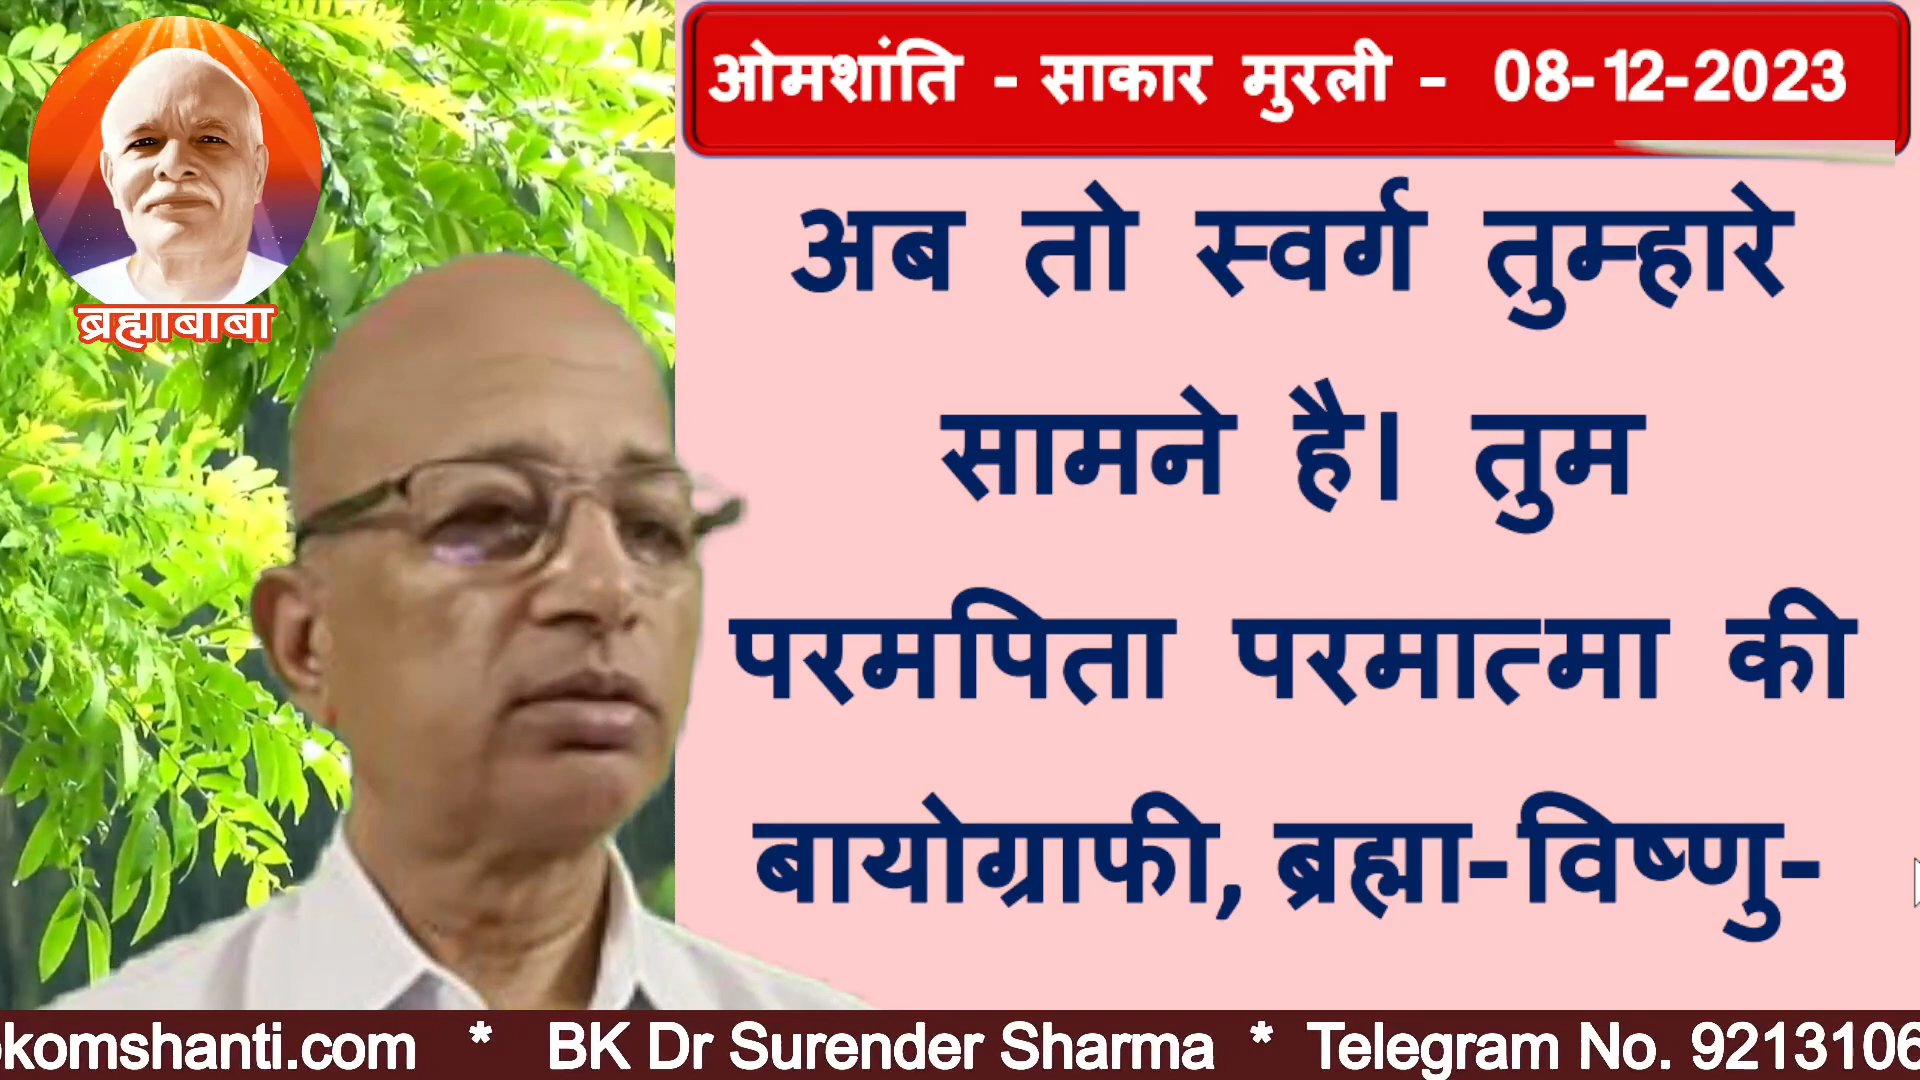 ओमशांति - साकार मुरली - 08-12-2023
ब्रह्माबाबा
अब तो स्वर्ग तुम्हारे
सामने है। तुम
परमपिता परमात्मा की
बायोग्राफी, ब्रह्मा-विष्णु-
okomshanti.com * BK Dr Surender Sharma * Telegram No. 9213106